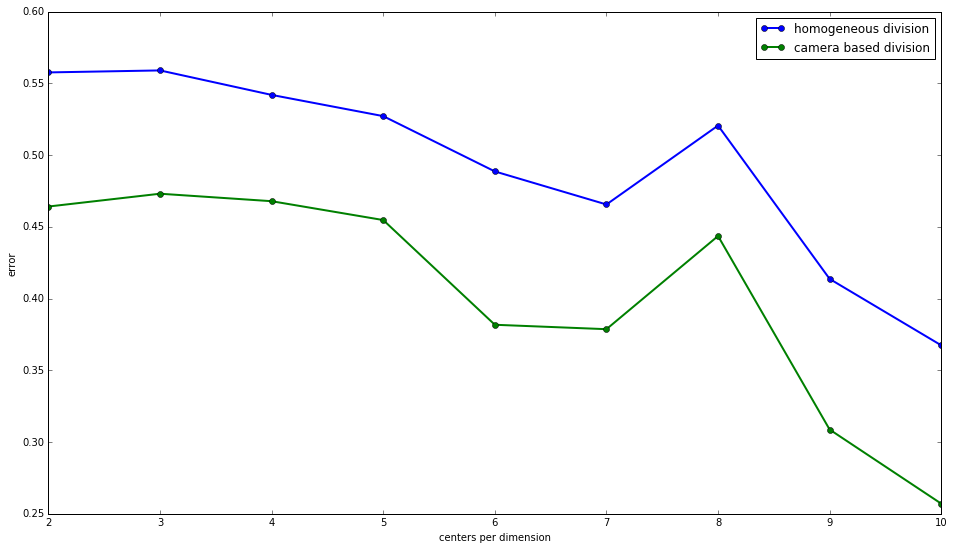 0.60
0.55
0.50
0.45
0.40
0.35
0.30
0.25
error
homogeneous division
camera based division
2 3 4 5 6 7 8 9 10
centers per dimension